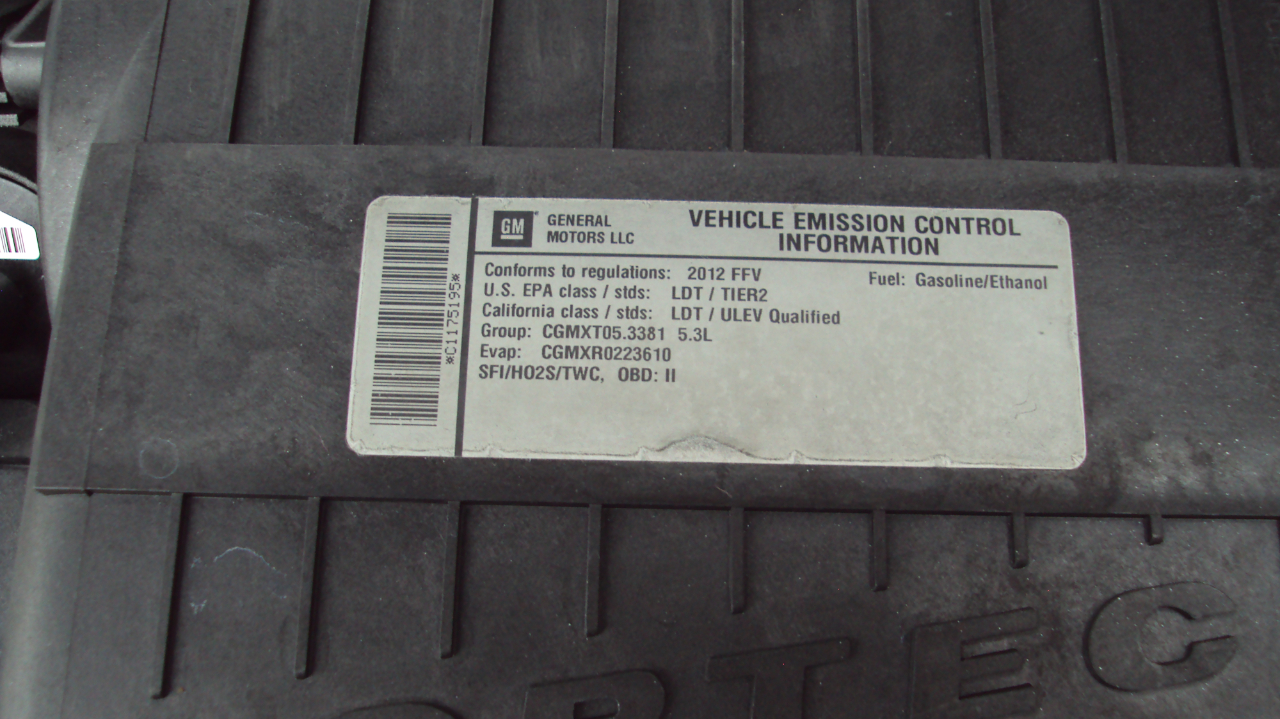 GM GENERAL MOTORS LLC
VEHICLE EMISSION CONTROL
INFORMATION
Conforms to regulations: 2012 FFV
Fuel: Gasoline/Ethanol
U.S. EPA class / stds: LDT / TIER2
California class / stds: LDT / ULEV Qualified
Group: CGMXT05.3381 5.3L
Evap: CGMXR0223610
SFI/HO2S/TWC, OBD: II
*C1175195*
ORTEC